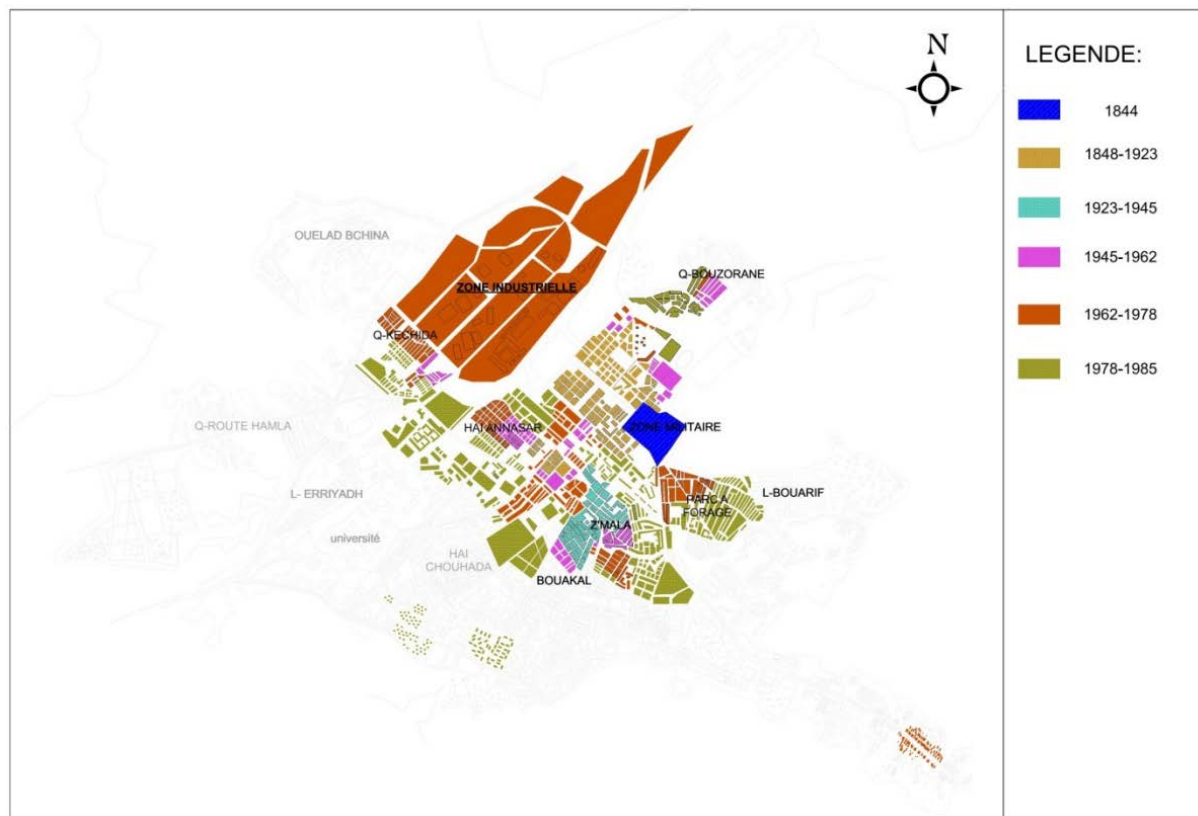 N
LEGENDE:
1844
1848-1923
1923-1945
1945-1962
1962-1978
1978-1985
OUELAD BCHINA
Q-BOUZORANE
ZONE INDUSTRIELLE
Q-KECHIDA
Q-ROUTE HAMLA
HAI ANNASAR
ZONE MILITAIRE
L- ERRIYADH
L-BOUARIF
PARC A
FORAGE
Z'MALA
université
HAI
CHOUHADA
BOUAKAL